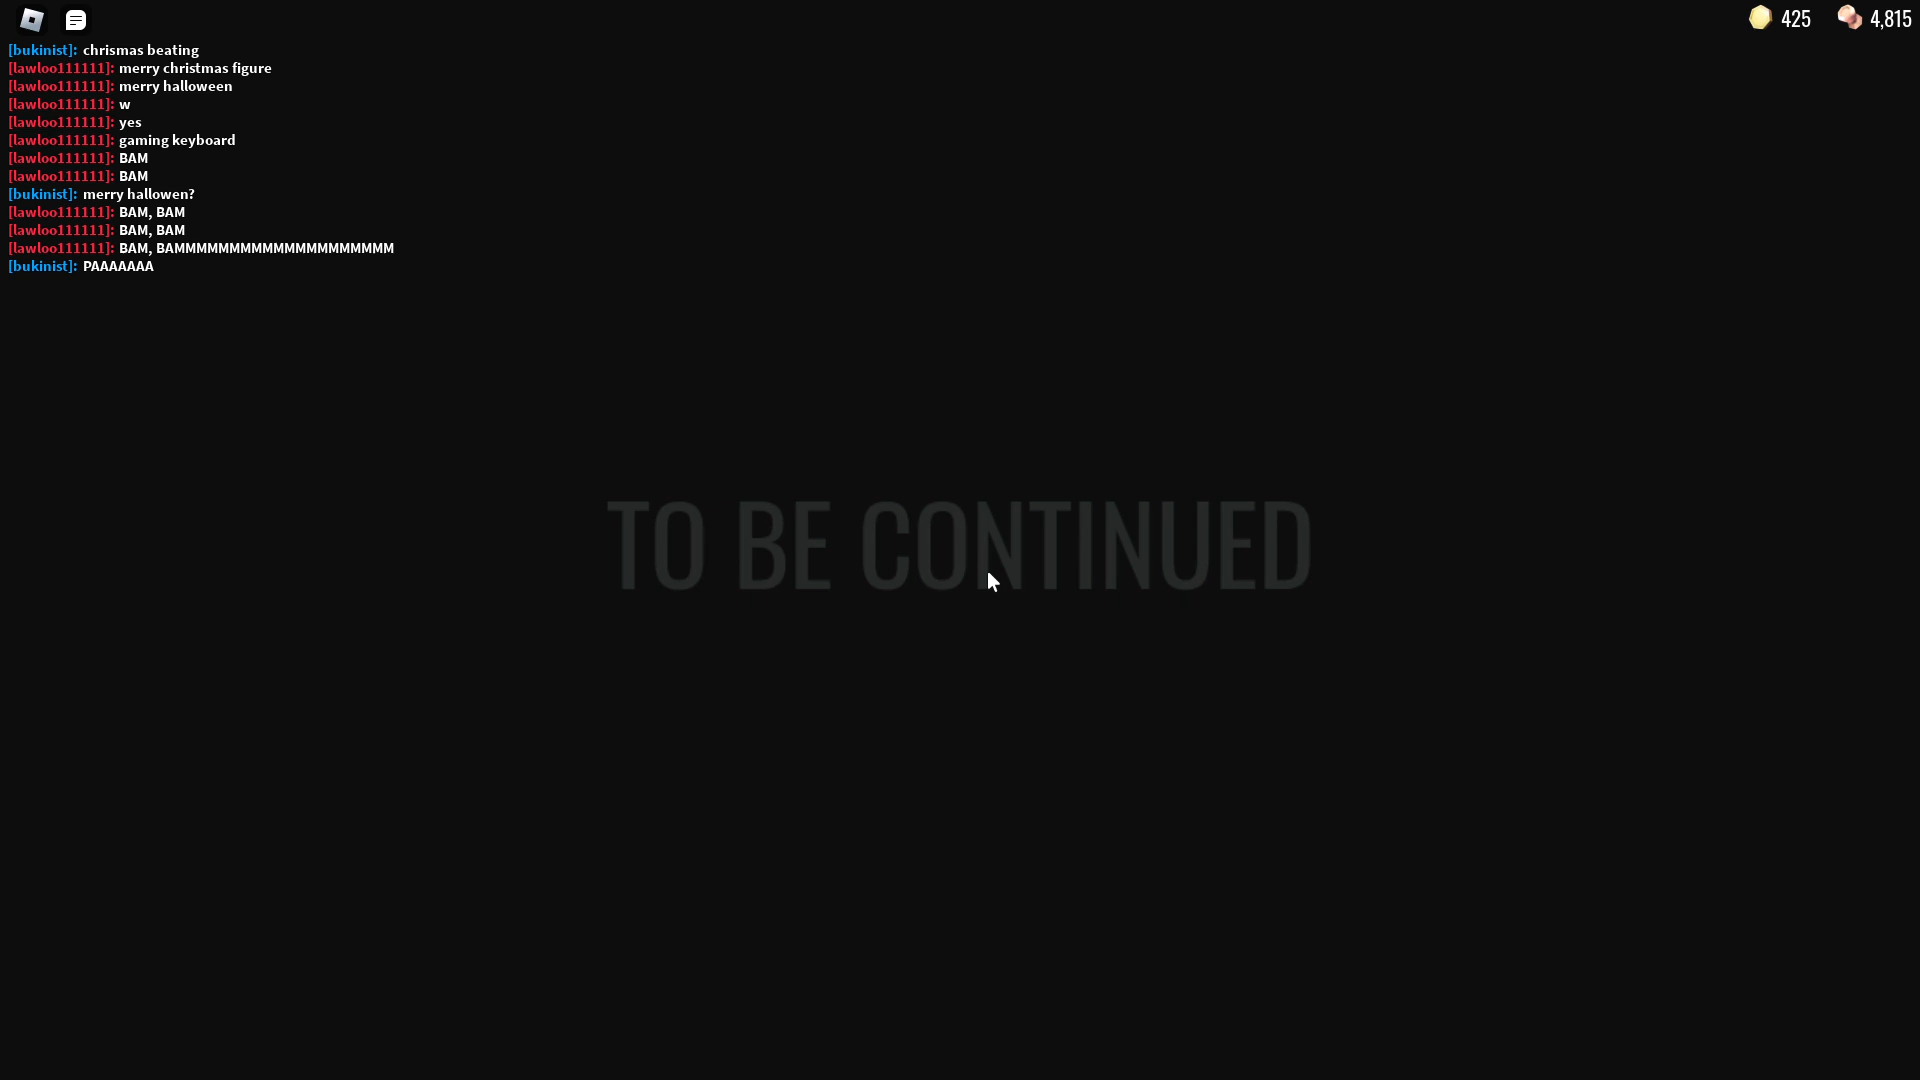 425 4,815
[bukinist]: chrismas beating
[lawloo111111]: merry christmas figure
[lawloo111111]: merry halloween
[lawloo111111]: w
[lawloo111111]: yes
[lawloo111111]: gaming keyboard
[lawloo111111]: BAM
[lawloo111111]: BAM
[bukinist]: merry hallowen?
[lawloo111111]: BAM, BAM
[lawloo111111]: BAM, BAM
[lawloo111111]: BAM, BAMMMMMMMMMMMMMMMMMMMM
[bukinist]: PAAAAAAA
TO BE CONTINUED